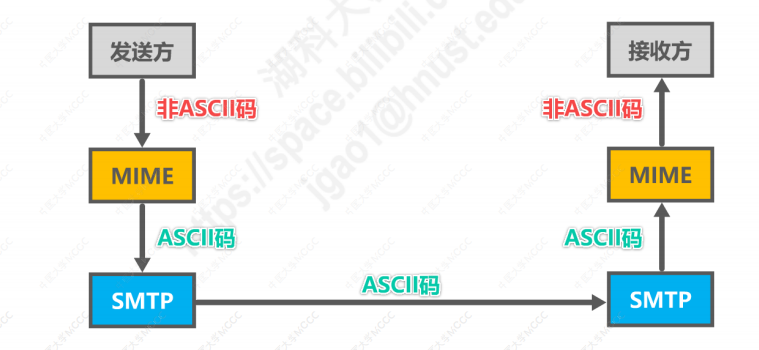 发送方
接收方
非ASCII码
非ASCII码
MIME
MIME
ASCII码
ASCII码
SMTP
ASCII码
SMTP
湖科大
https://space.bilibili.c
jgao1@hnust.ed